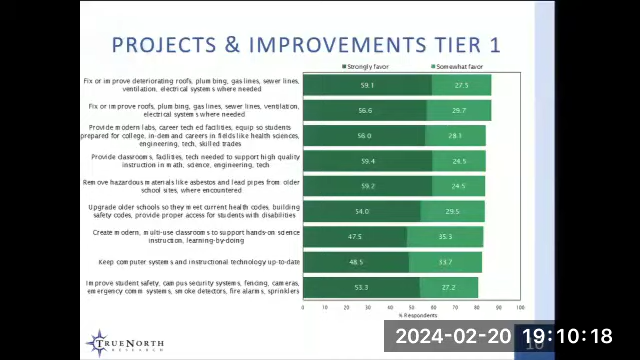 PROJECTS & IMPROVEMENTS TIER 1
Strongly favor
Somewhat favor
Fix or improve deteriorating roofs, plumbing, gas lines, sewer lines,
ventilation, electrical systems where needed
59.1
27.5
Fix or improve roofs, plumbing, gas lines, sewer lines, ventilation,
electrical systems where needed
56.6
29.7
Provide modern labs, career tech ed facilities, equip so students
prepared for college, in-demand careers in fields like health sciences,
engineering, tech, skilled trades
56.0
28.1
Provide classrooms, facilities, tech needed to support high quality
instruction in math, science, engineering, tech
59.4
24.5
Remove hazardous materials like asbestos and lead pipes from older
school sites, where encountered
59.2
24.5
Upgrade older schools so they meet current health codes, building
safety codes, provide proper access for students with disabilities
54.0
29.5
Create modern, multi-use classrooms to support hands-on science
instruction, learning-by-doing
47.5
35.3
Keep computer systems and instructional technology up-to-date
48.5
33.7
Improve student safety, campus security systems, fencing, cameras,
emergency comm systems, smoke detectors, fire alarms, sprinklers
53.3
27.2
0 10 20 30 40 50 60 70 80 90 100
% Respondents
TRUENORTH
RESEARCH
2024-02-20 19:10:18